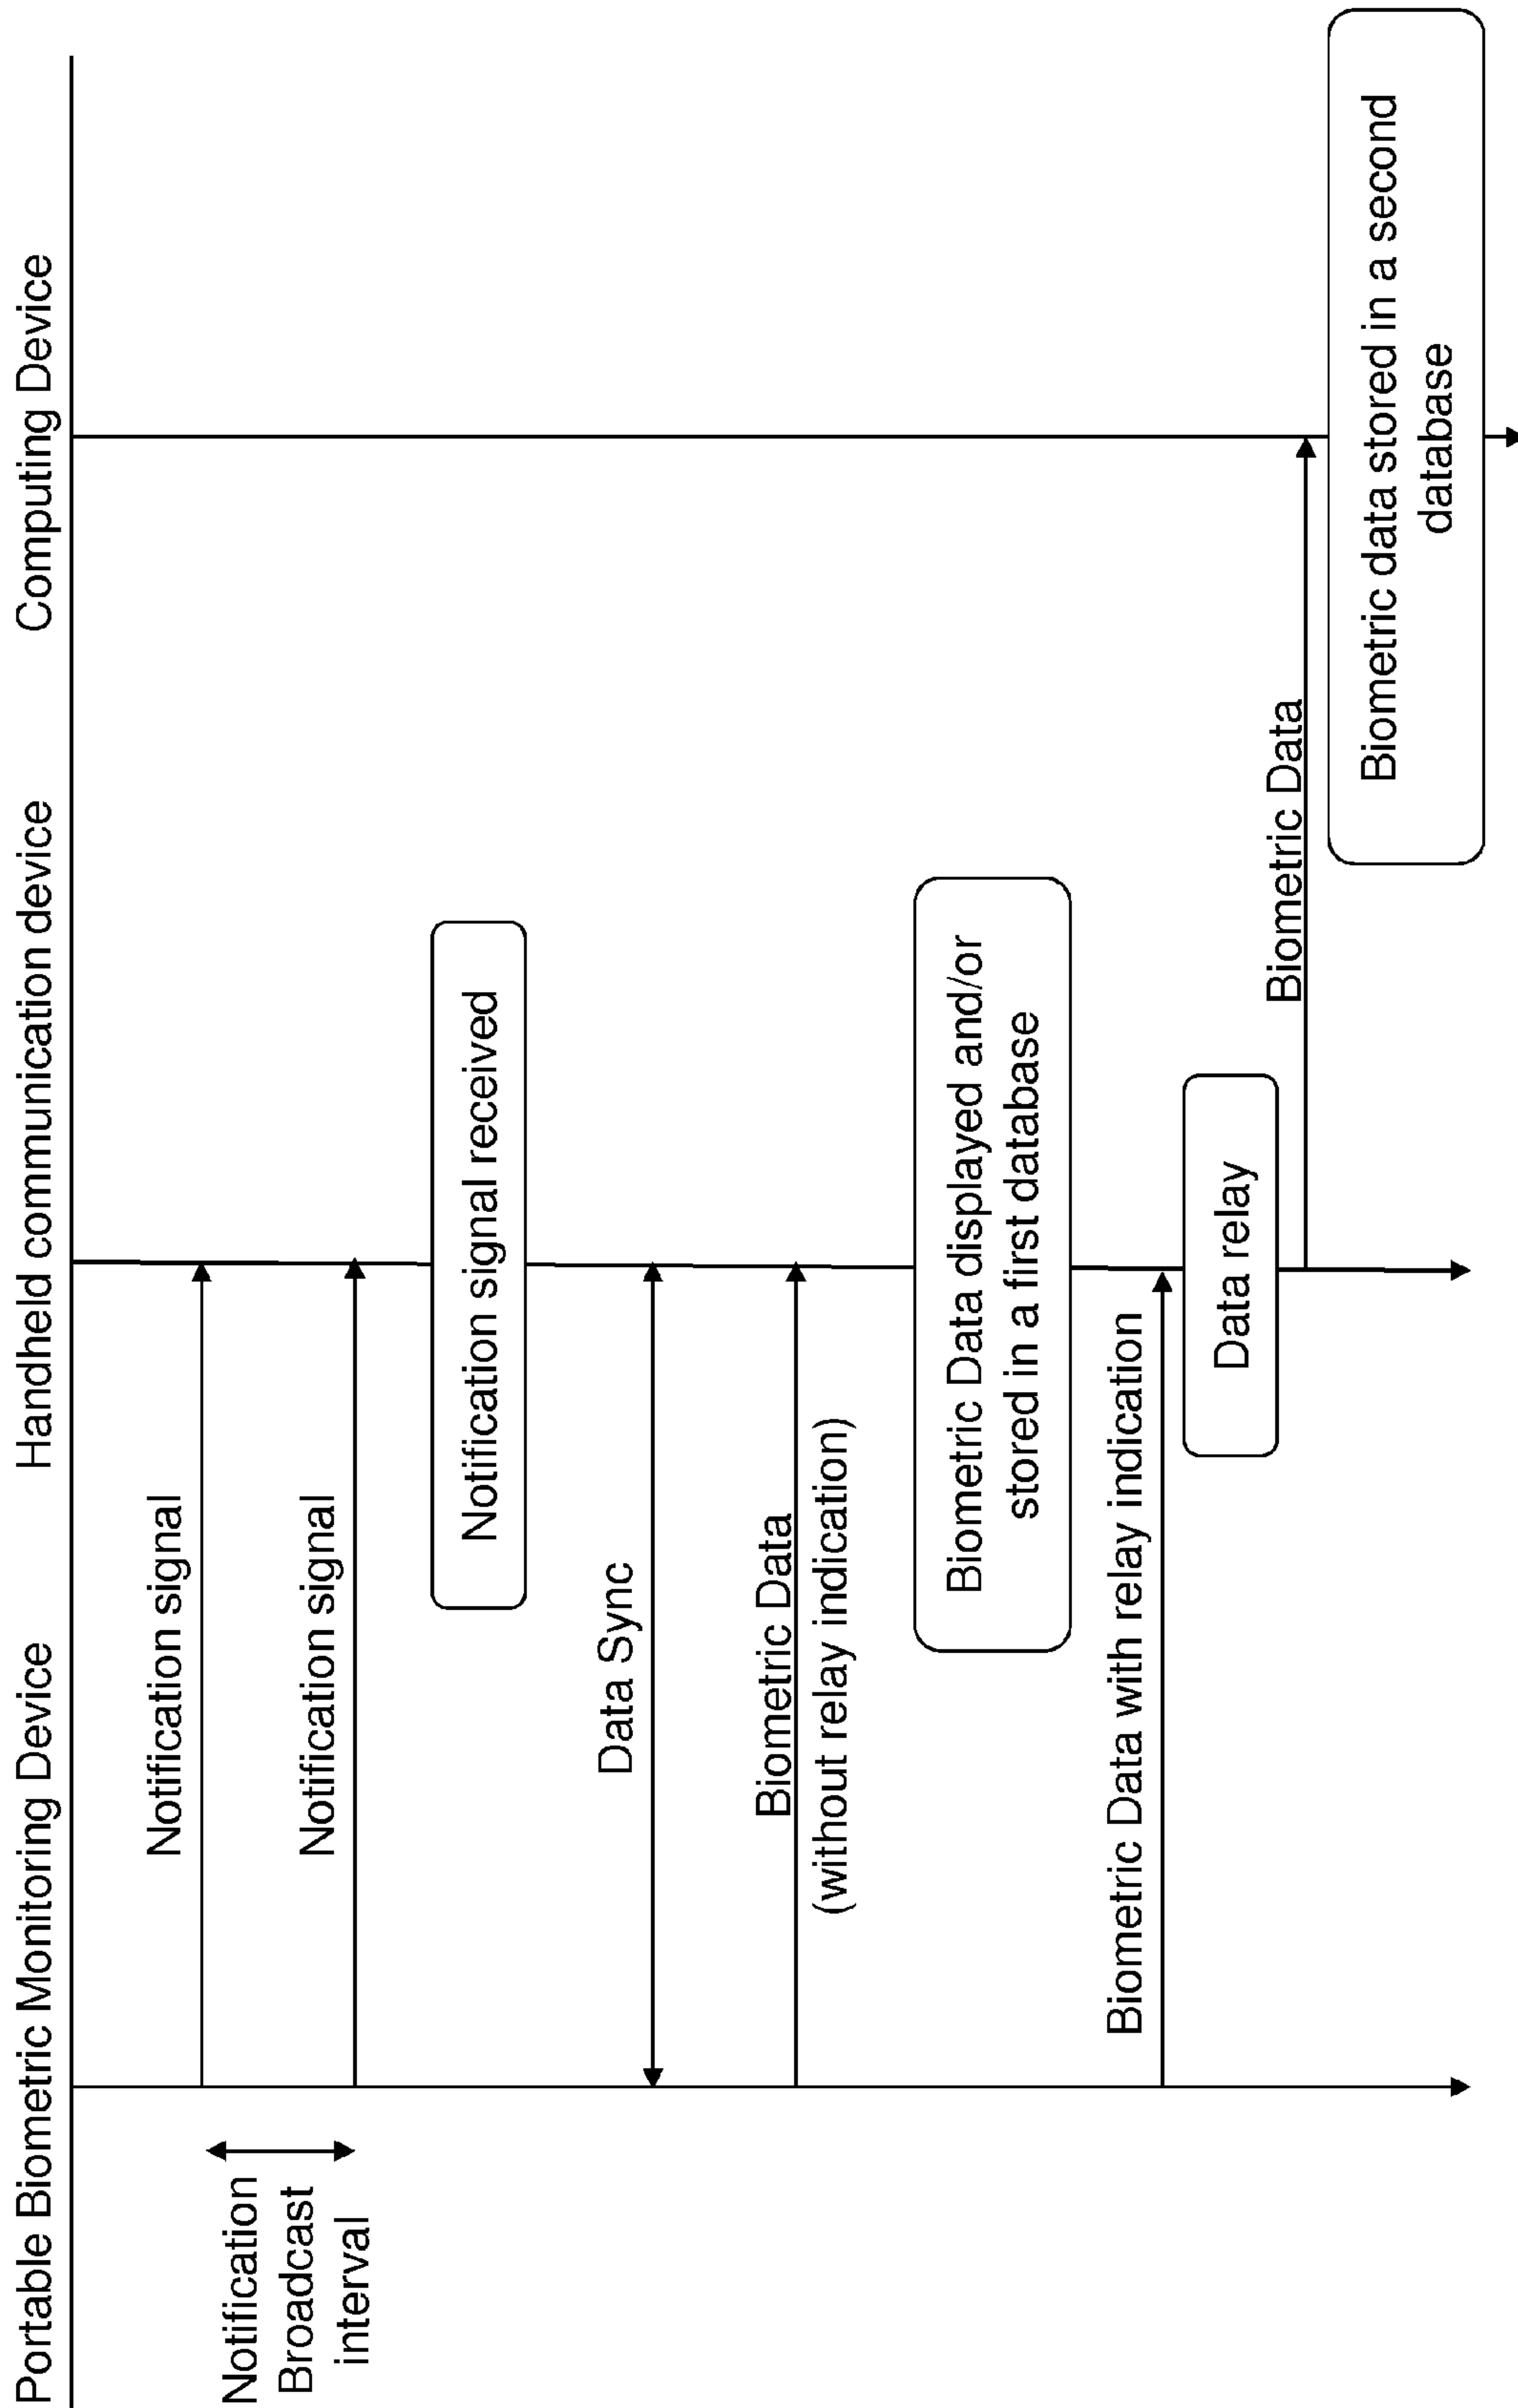 Portable Biometric Monitoring Device
Handheld communication device
Computing Device
Notification signal
Notification
Broadcast
interval
Notification signal
Notification signal received
Data Sync
Biometric Data
(without relay indication)
Biometric Data displayed and/or
stored in a first database
Biometric Data with relay indication
Data relay
Biometric Data
Biometric data stored in a second
database